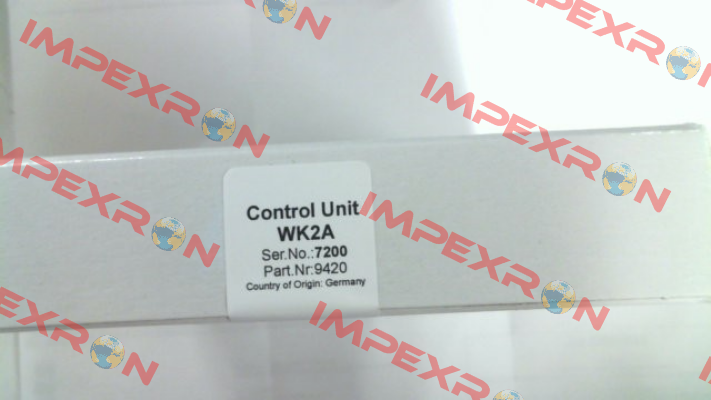 IMPEXRON
IMPEXRON
IMPEXRON
IMPEXRON
IMPEXRON
IMPEXRON
Control Unit
WK2A
Ser.No.:7200
Part.Nr:9420
Country of Origin: Germany
IMPEXRON
IMPEXRON
IMPEXRON